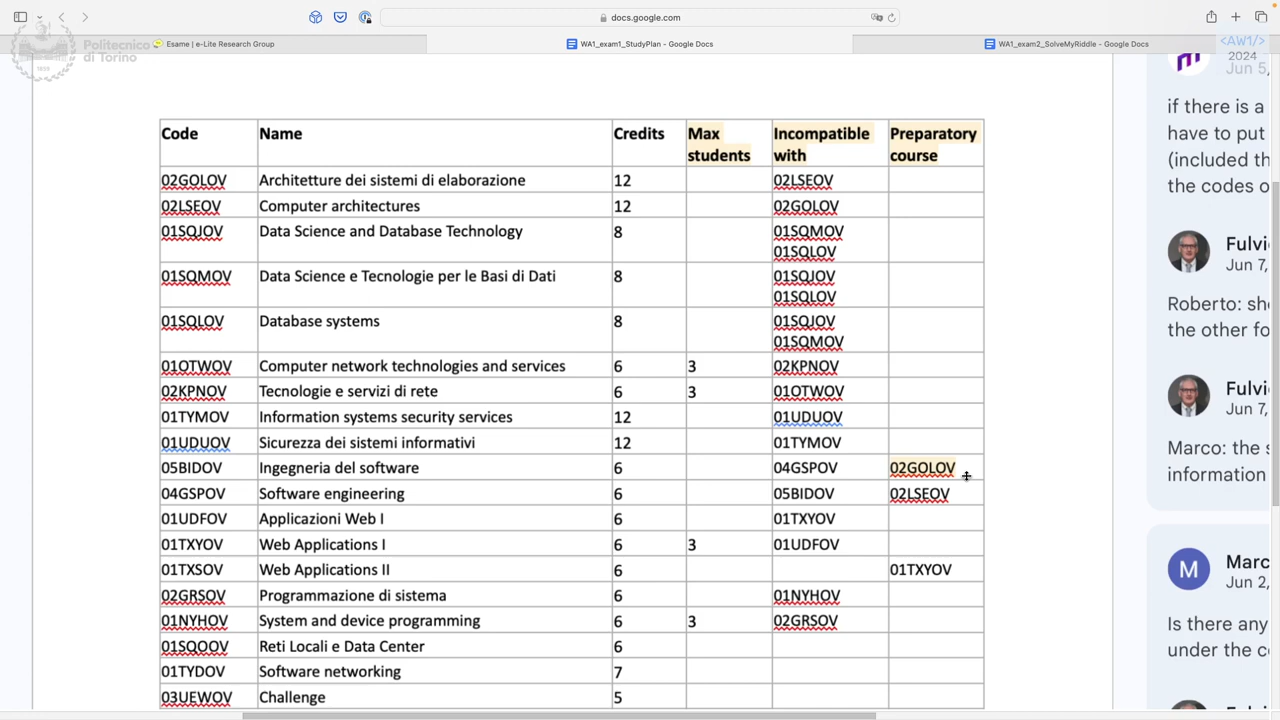 docs.google.com
Esame | e-Lite Research Group
WA1_exam1_StudyPlan - Google Docs
WA1_exam2_SolveMyRiddle - Google Docs
Politecnico
di Torino
1859
<AW1/>
2024
Code Name Credits Max students Incompatible with Preparatory course
02GOLOV Architetture dei sistemi di elaborazione 12 02LSEOV
02LSEOV Computer architectures 12 02GOLOV
01SQJOV Data Science and Database Technology 8 01SQMOV
01SQLOV
01SQMOV Data Science e Tecnologie per le Basi di Dati 8 01SQJOV
01SQLOV
01SQLOV Database systems 8 01SQJOV
01SQMOV
01OTWOV Computer network technologies and services 6 3 02KPNOV
02KPNOV Tecnologie e servizi di rete 6 3 01OTWOV
01TYMOV Information systems security services 12 01UDUOV
01UDUOV Sicurezza dei sistemi informativi 12 01TYMOV
05BIDOV Ingegneria del software 6 04GSPOV 02GOLOV
04GSPOV Software engineering 6 05BIDOV 02LSEOV
01UDFOV Applicazioni Web I 6 01TXYOV
01TXYOV Web Applications I 6 3 01UDFOV
01TXSOV Web Applications II 6 01TXYOV
02GRSOV Programmazione di sistema 6 01NYHOV
01NYHOV System and device programming 6 3 02GRSOV
01SQOOV Reti Locali e Data Center 6
01TYDOV Software networking 7
03UEWOV Challenge 5
Jun 5,
if there is a
have to put
(included th
the codes o
Fulvi
Jun 7,
Roberto: sh
the other fo
Fulvi
Jun 7,
Marco: the s
information
M
Marc
Jun 2,
Is there any
under the co